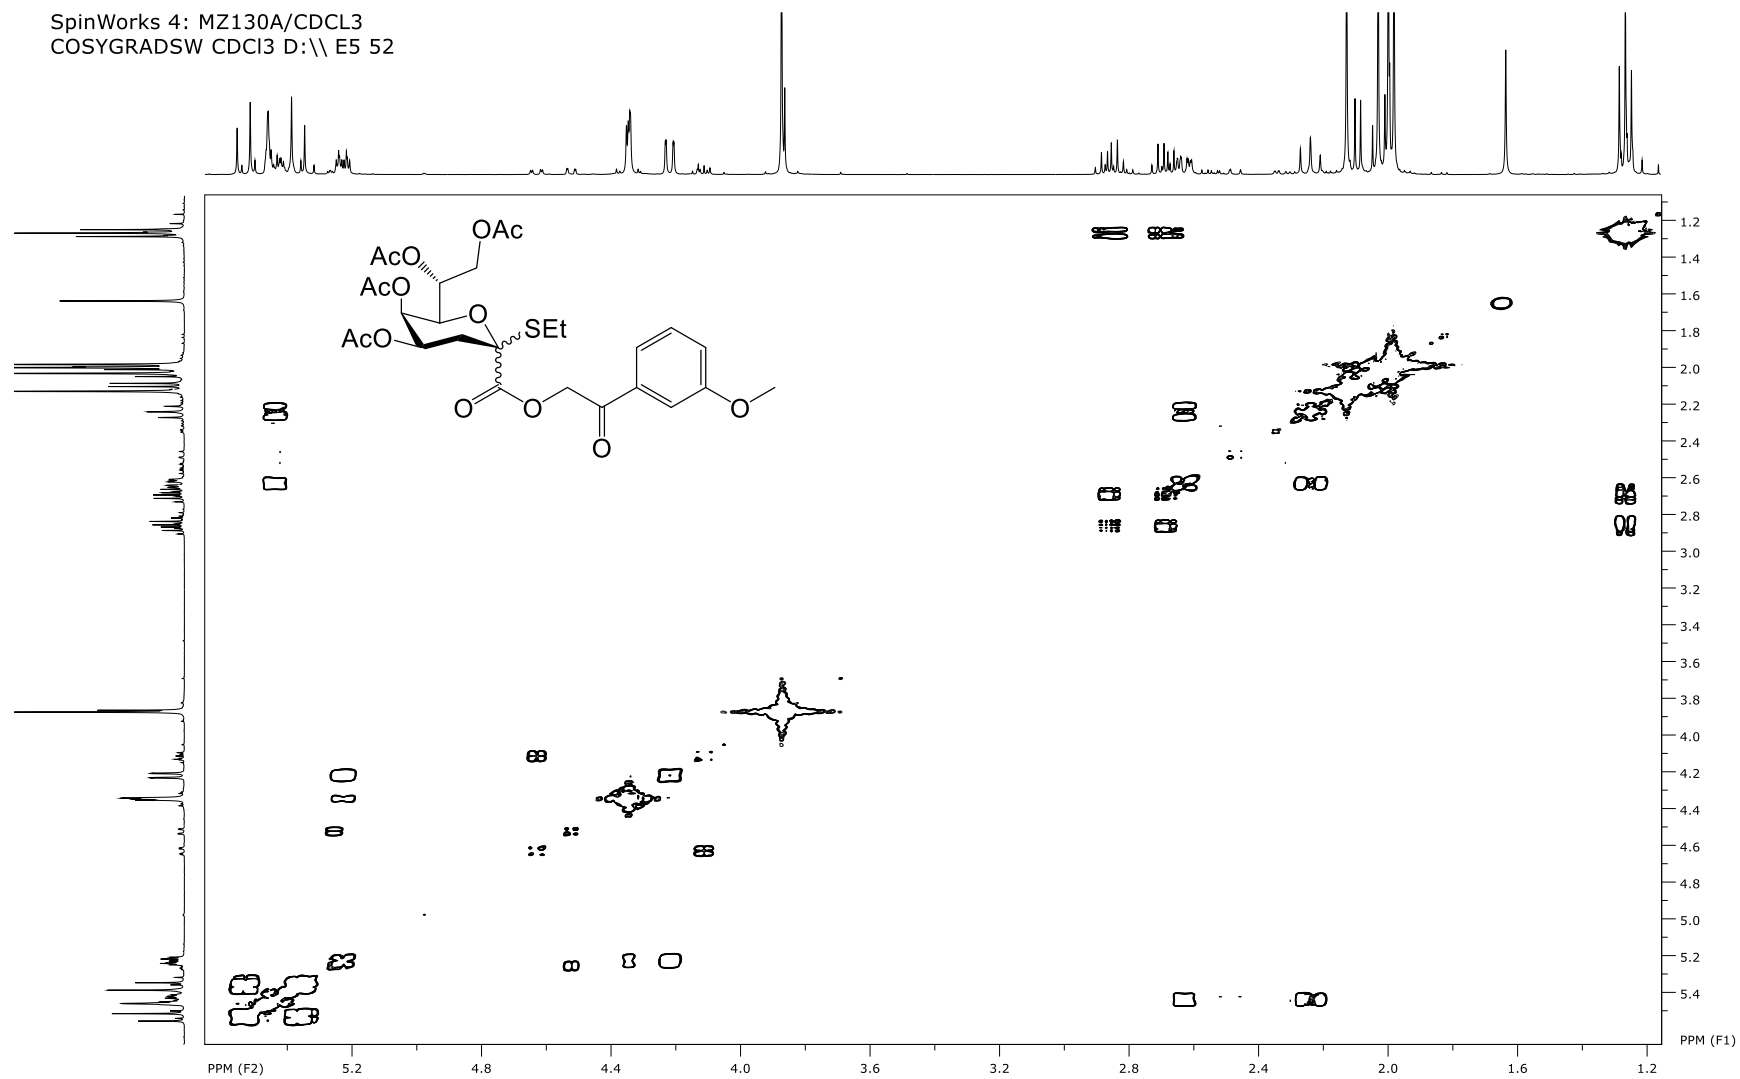 SpinWorks 4: MZ130A/CDCL3
COSYGRADSW CDCl3 D:\\ E5 52
OAc
AcO
AcO
O
SEt
AcO
O
O
O
O
1.2
1.4
1.6
1.8
2.0
2.2
2.4
2.6
2.8
3.0
3.2
3.4
3.6
3.8
4.0
4.2
4.4
4.6
4.8
5.0
5.2
5.4
PPM (F1)
PPM (F2) 5.2 4.8 4.4 4.0 3.6 3.2 2.8 2.4 2.0 1.6 1.2